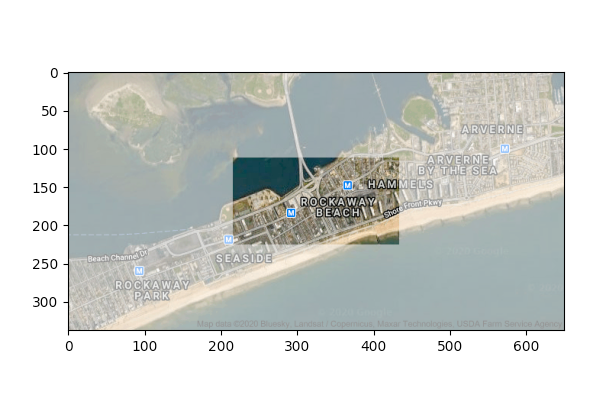 0
50
100
150
200
250
300
ARVERNE
M
ARVERNE
BY THE SEA
M
HAMMELS
ROCKAWAY
BEACH
M
Shore Front Pkwy
M
Beach Channel Dr
SEASIDE
M
ROCKAWAY
PARK
Map data ©2020 Bluesky, Landsat / Copernicus, Maxar Technologies, USDA Farm Service Agency
0
100
200
300
400
500
600